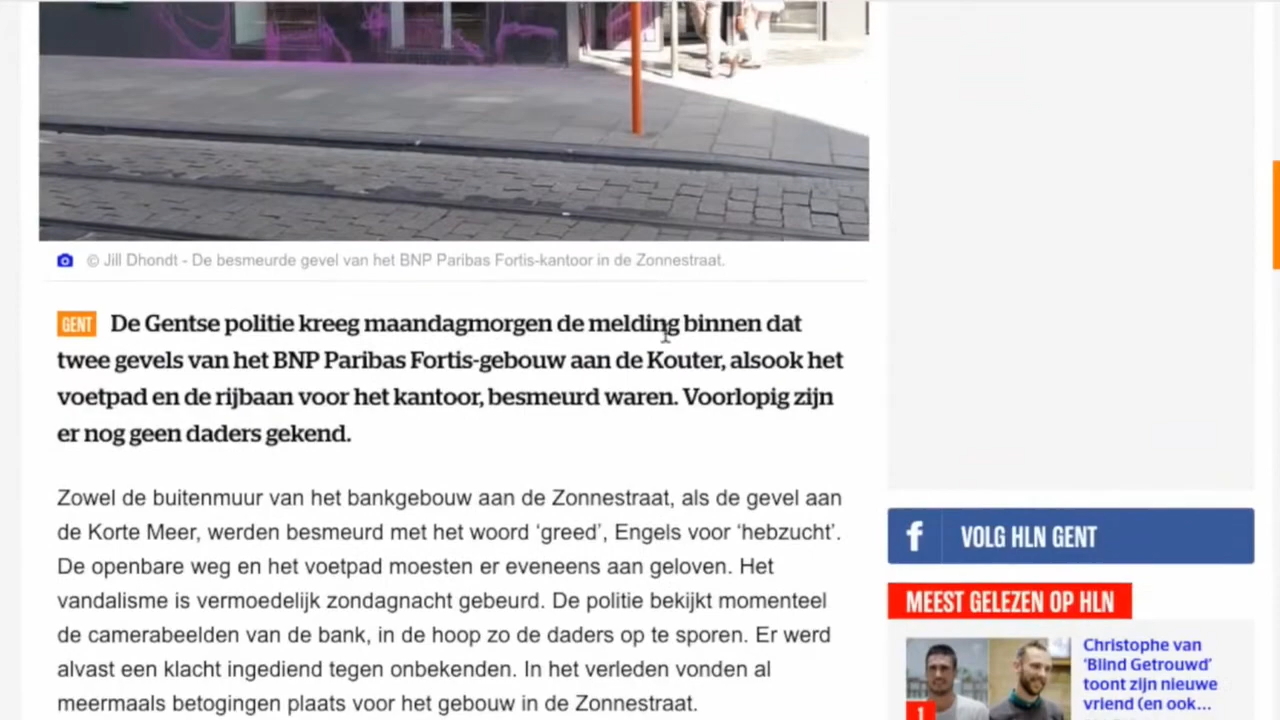 © Jill Dhondt - De besmeurde gevel van het BNP Paribas Fortis-kantoor in de Zonnestraat.
GENT De Gentse politie kreeg maandagmorgen de melding binnen dat
twee gevels van het BNP Paribas Fortis-gebouw aan de Kouter, alsook het
voetpad en de rijbaan voor het kantoor, besmeurd waren. Voorlopig zijn
er nog geen daders gekend.
Zowel de buitenmuur van het bankgebouw aan de Zonnestraat, als de gevel aan
de Korte Meer, werden besmeurd met het woord ‘greed’, Engels voor ‘hebzucht’.
De openbare weg en het voetpad moesten er eveneens aan geloven. Het
vandalisme is vermoedelijk zondagnacht gebeurd. De politie bekijkt momenteel
de camerabeelden van de bank, in de hoop zo de daders op te sporen. Er werd
alvast een klacht ingediend tegen onbekenden. In het verleden vonden al
meermaals betogingen plaats voor het gebouw in de Zonnestraat.
f VOLG HLN GENT
MEEST GELEZEN OP HLN
1
Christophe van
‘Blind Getrouwd’
toont zijn nieuwe
vriend (en ook...